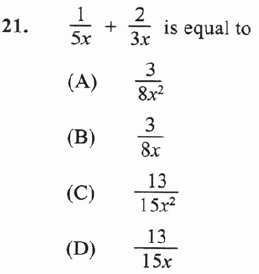 21. 1/5x + 2/3x is equal to
(A) 3/8x²
(B) 3/8x
(C) 13/15x²
(D) 13/15x